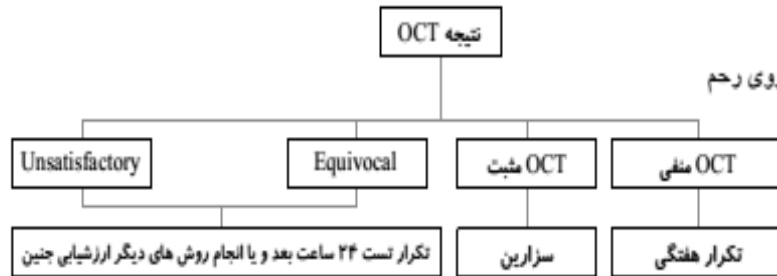 نتیجه OCT
روی رحم
OCT منفی
OCT مثبت
Equivocal
Unsatisfactory
تکرار هفتگی
سزارین
تکرار تست ۲۴ ساعت بعد و یا انجام روش های دیگر ارزشیابی جنین